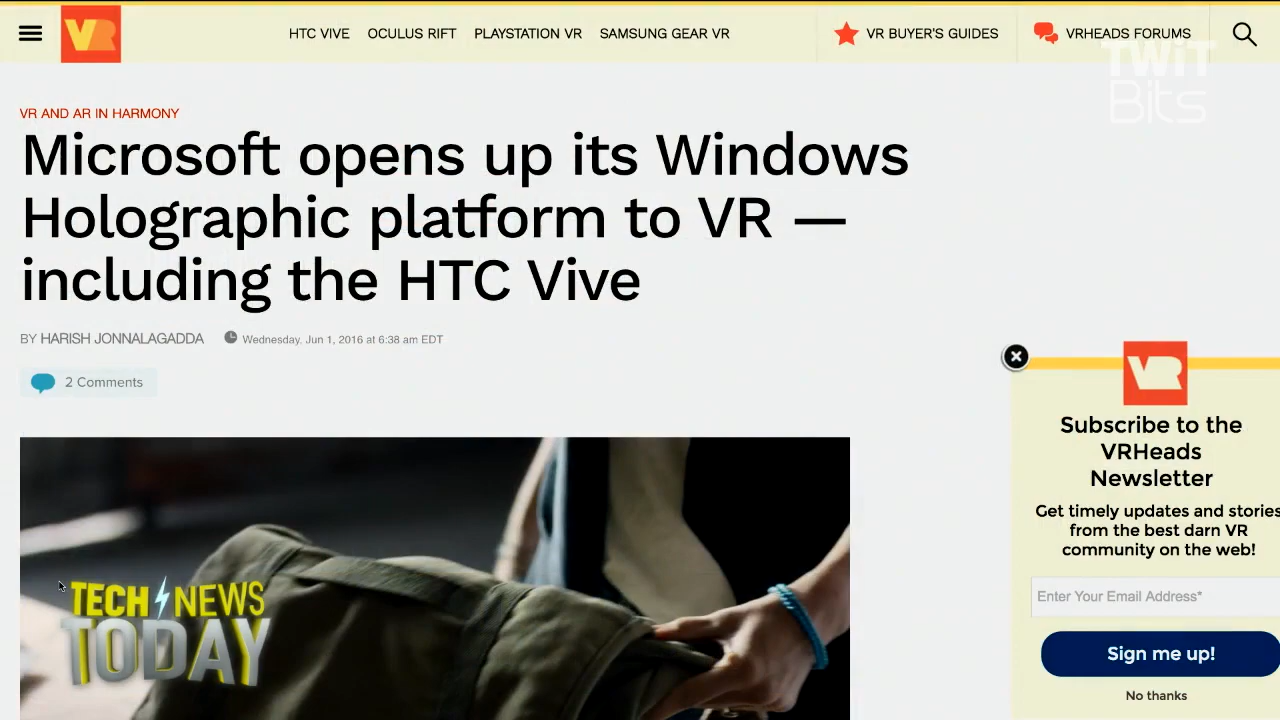 VR
HTC VIVE
OCULUS RIFT
PLAYSTATION VR
SAMSUNG GEAR VR
VR BUYER'S GUIDES
VRHEADS FORUMS
TWiT
Bits
VR AND AR IN HARMONY
Microsoft opens up its Windows
Holographic platform to VR —
including the HTC Vive
BY HARISH JONNALAGADDA
Wednesday, Jun 1, 2016 at 6:38 am EDT
2 Comments
TECH NEWS
TODAY
VR
Subscribe to the
VRHeads
Newsletter
Get timely updates and stories
from the best darn VR
community on the web!
Enter Your Email Address*
Sign me up!
No thanks